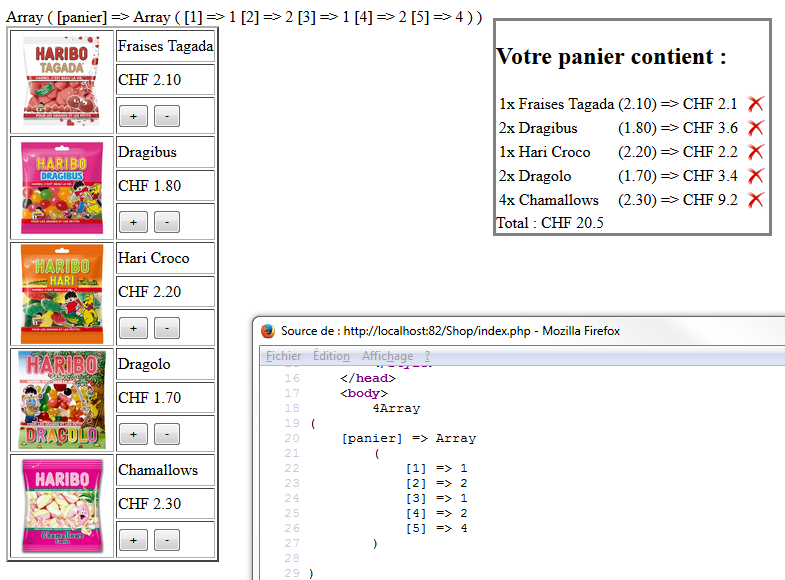 Array ( [panier] => Array ( [1] => 1 [2] => 2 [3] => 1 [4] => 2 [5] => 4 ) )
HARIBO
TAGADA
Fraises Tagada
CHF 2.10
+ -
HARIBO
DRAGIBUS
Dragibus
CHF 1.80
+ -
HARIBO
HARI
Hari Croco
CHF 2.20
+ -
HARIBO
DRAGOLO
Dragolo
CHF 1.70
+ -
HARIBO
Chamallows
Chamallows
CHF 2.30
+ -
Votre panier contient :
1x Fraises Tagada (2.10) => CHF 2.1
2x Dragibus (1.80) => CHF 3.6
1x Hari Croco (2.20) => CHF 2.2
2x Dragolo (1.70) => CHF 3.4
4x Chamallows (2.30) => CHF 9.2
Total : CHF 20.5
Source de : http://localhost:82/Shop/index.php - Mozilla Firefox
Fichier Édition Affichage ?
16 </head>
17 <body>
18 4Array
19 (
20 [panier] => Array
21 (
22 [1] => 1
23 [2] => 2
24 [3] => 1
25 [4] => 2
26 [5] => 4
27 )
28
29 )